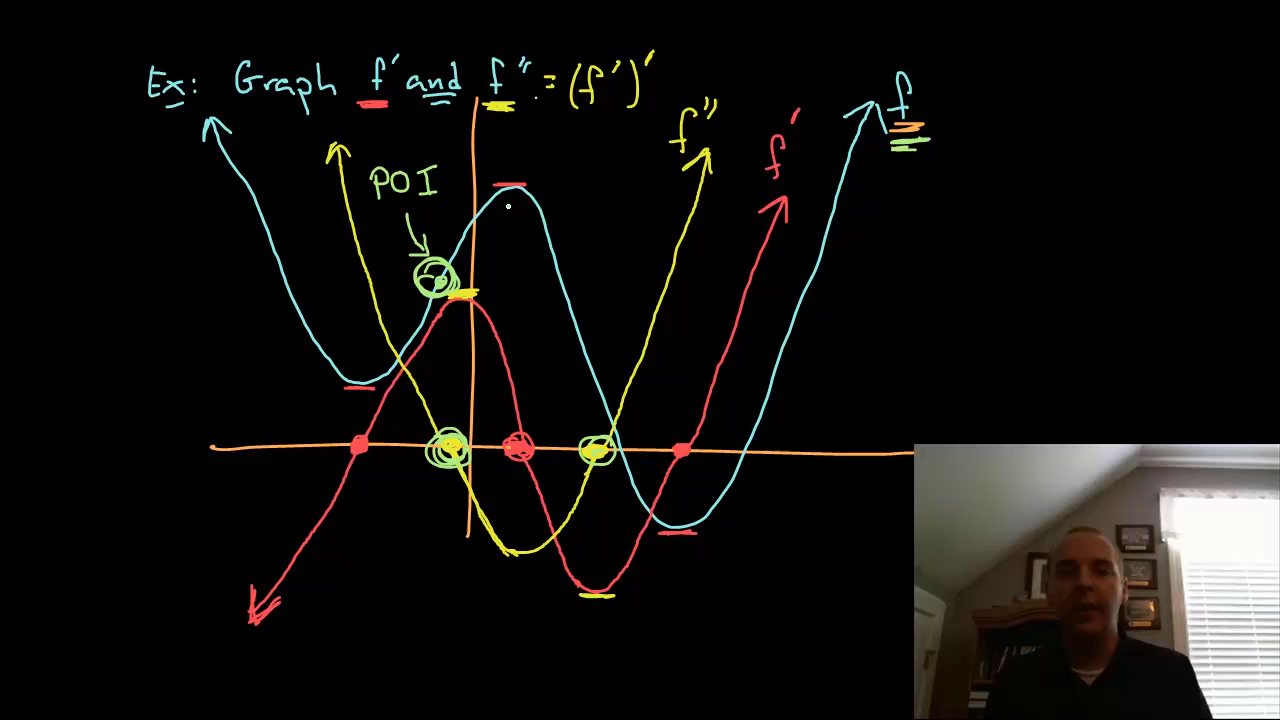 Ex: Graph f' and f'' = (f')'
f
f''
f'
POI